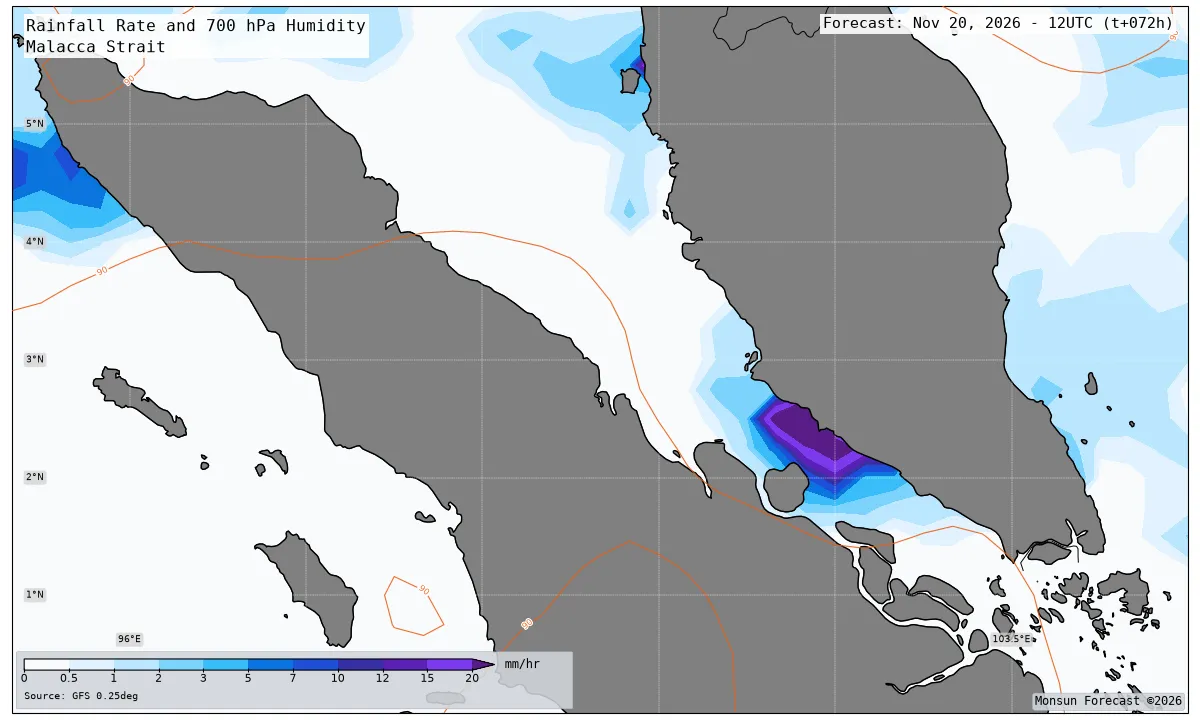 Rainfall Rate and 700 hPa Humidity
Malacca Strait
Forecast: Nov 20, 2026 - 12UTC (t+072h)
90
5°N
4°N
90
3°N
2°N
90
1°N
90
96°E
103.5°E
mm/hr
0 0.5 1 2 3 5 7 10 12 15 20
Source: GFS 0.25deg
Monsun Forecast ©2026